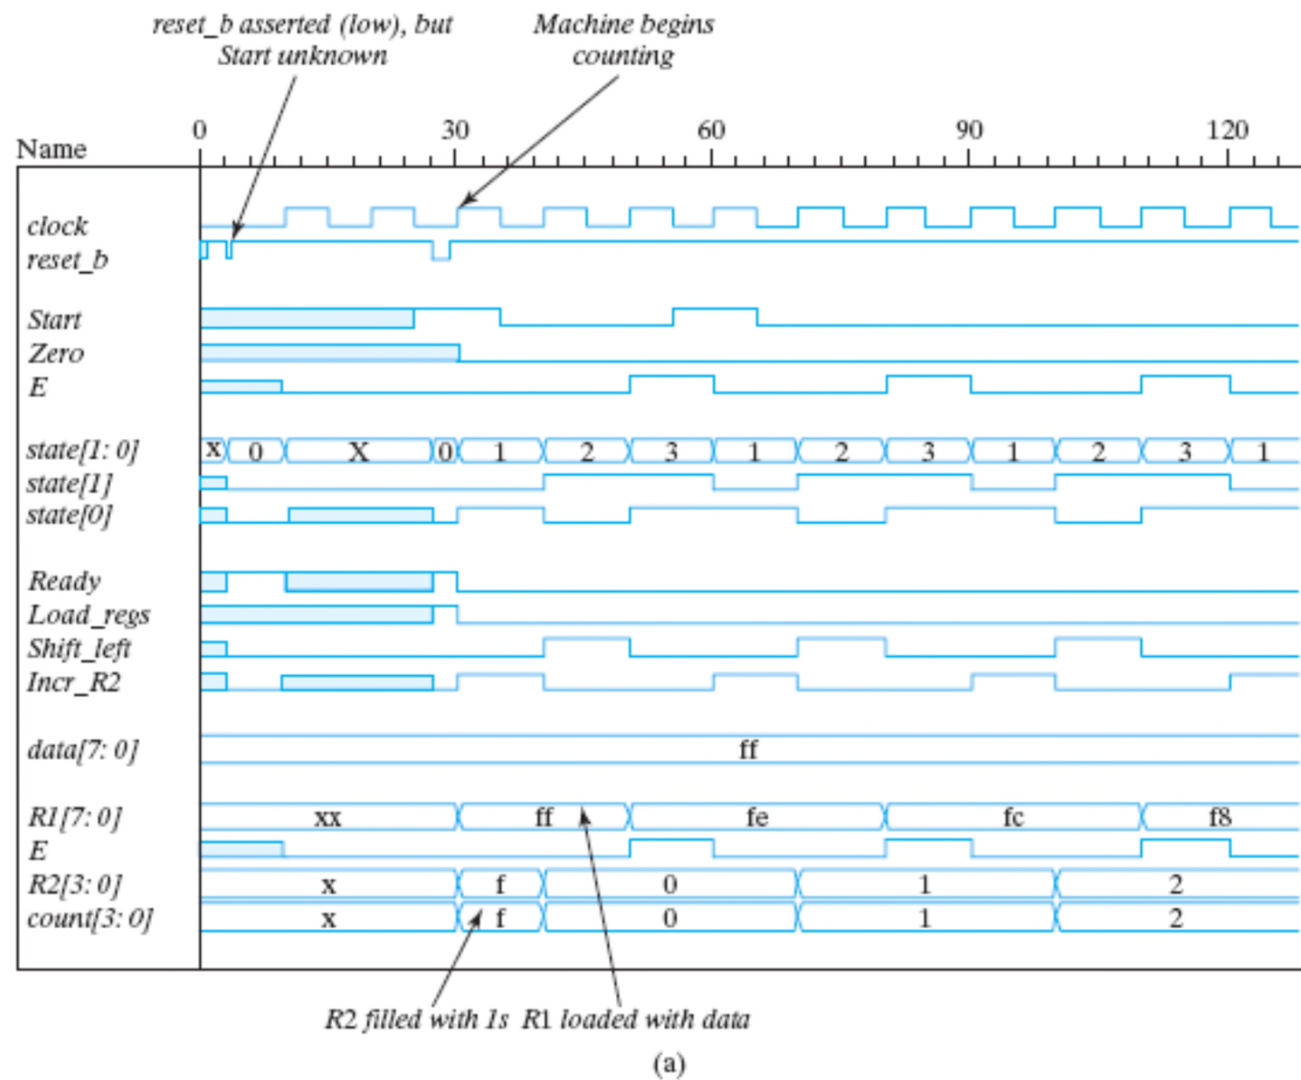 reset_b asserted (low), but
Start unknown
Machine begins
counting
Name
0 30 60 90 120
clock
reset_b
Start
Zero
E
state[1: 0] x 0 X 0 1 2 3 1 2 3 1 2 3 1
state[1]
state[0]
Ready
Load_regs
Shift_left
Incr_R2
data[7: 0] ff
R1[7: 0] xx ff fe fc f8
E
R2[3: 0] x f 0 1 2
count[3: 0] x f 0 1 2
R2 filled with 1s R1 loaded with data
(a)